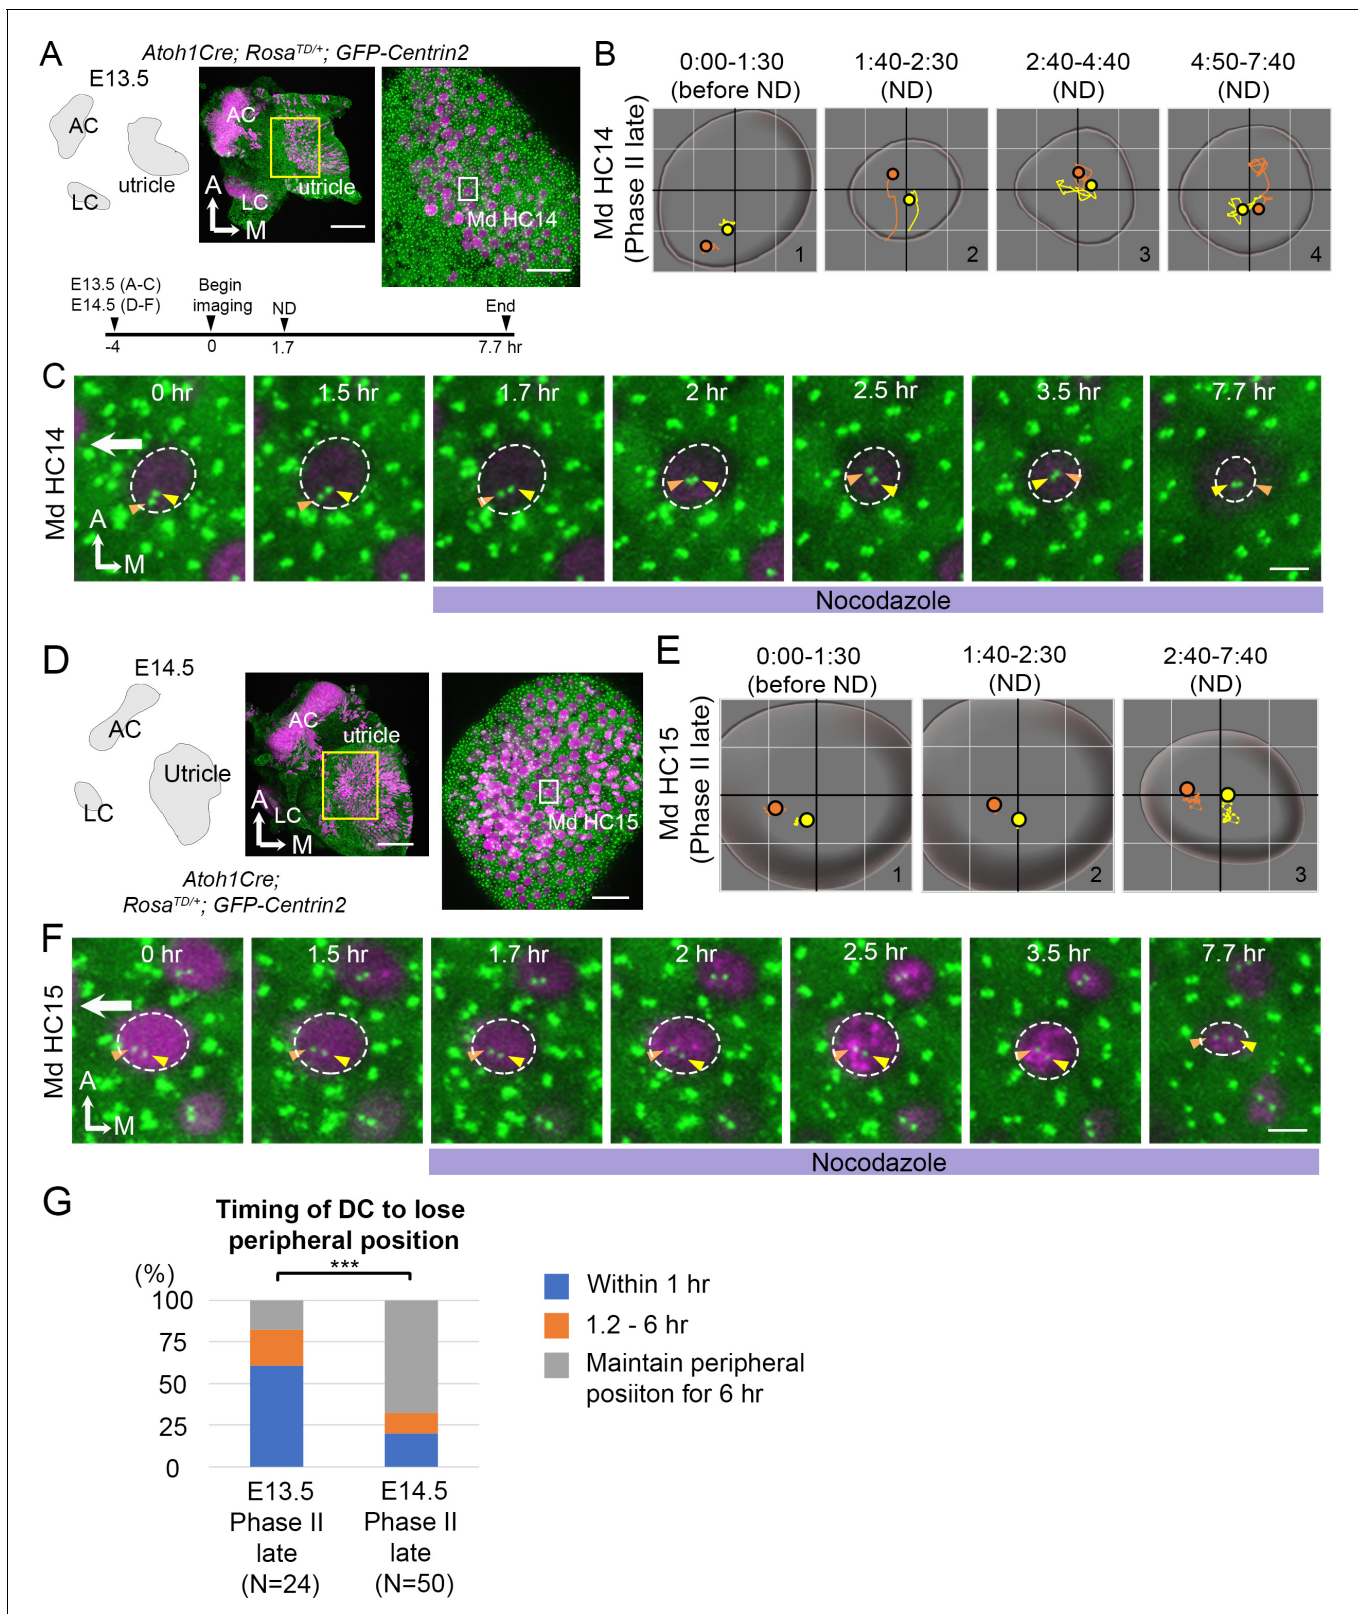 A
Atoh1Cre; Rosa^TD/+; GFP-Centrin2
E13.5
AC
utricle
LC
AC
utricle
LC
A
M
Md HC14
E13.5 (A-C)
E14.5 (D-F)
Begin
imaging
ND
End
-4
0
1.7
7.7 hr
B
0:00-1:30
(before ND)
1:40-2:30
(ND)
2:40-4:40
(ND)
4:50-7:40
(ND)
Md HC14
(Phase II late)
1
2
3
4
C
Md HC14
0 hr
1.5 hr
1.7 hr
2 hr
2.5 hr
3.5 hr
7.7 hr
A
M
Nocodazole
D
E14.5
AC
Utricle
LC
AC
utricle
A
LC
M
Md HC15
Atoh1Cre;
Rosa^TD/+; GFP-Centrin2
E
0:00-1:30
(before ND)
1:40-2:30
(ND)
2:40-7:40
(ND)
Md HC15
(Phase II late)
1
2
3
F
Md HC15
0 hr
1.5 hr
1.7 hr
2 hr
2.5 hr
3.5 hr
7.7 hr
A
M
Nocodazole
G
Timing of DC to lose
peripheral position
(%)
***
100
75
50
25
0
E13.5
Phase II
late
(N=24)
E14.5
Phase II
late
(N=50)
Within 1 hr
1.2 - 6 hr
Maintain peripheral
posiiton for 6 hr